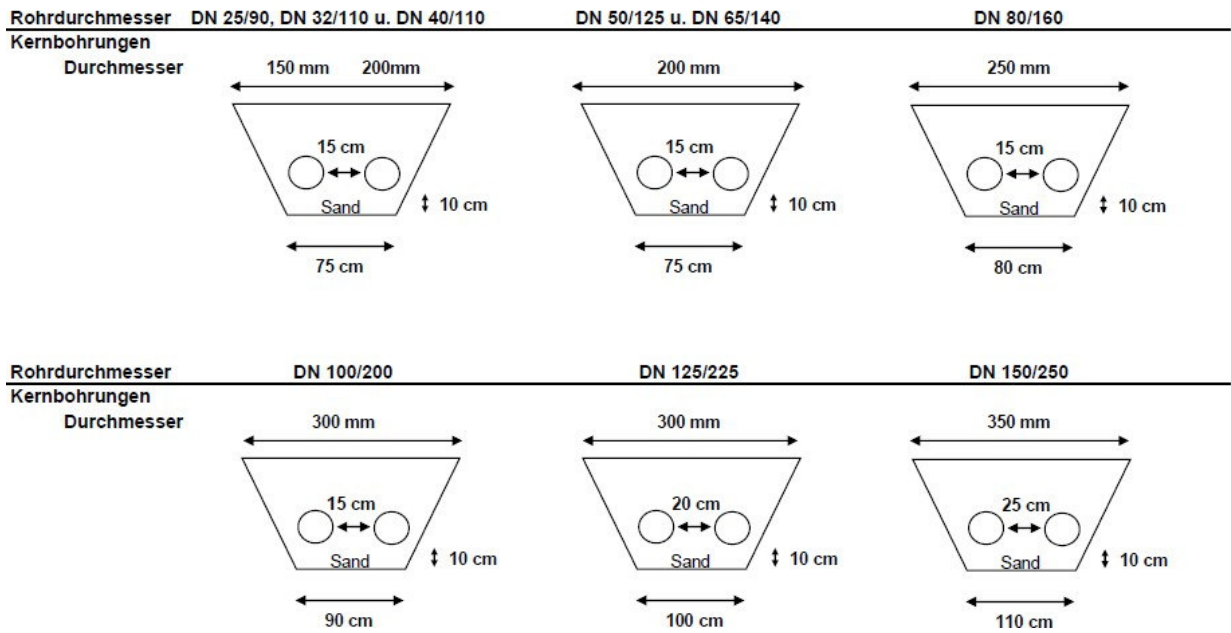 Rohrdurchmesser DN 25/90, DN 32/110 u. DN 40/110 DN 50/125 u. DN 65/140 DN 80/160
Kernbohrungen
Durchmesser 150 mm 200mm 200 mm 250 mm
15 cm 15 cm 15 cm
Sand 10 cm Sand 10 cm Sand 10 cm
75 cm 75 cm 80 cm
Rohrdurchmesser DN 100/200 DN 125/225 DN 150/250
Kernbohrungen
Durchmesser 300 mm 300 mm 350 mm
15 cm 20 cm 25 cm
Sand 10 cm Sand 10 cm Sand 10 cm
90 cm 100 cm 110 cm